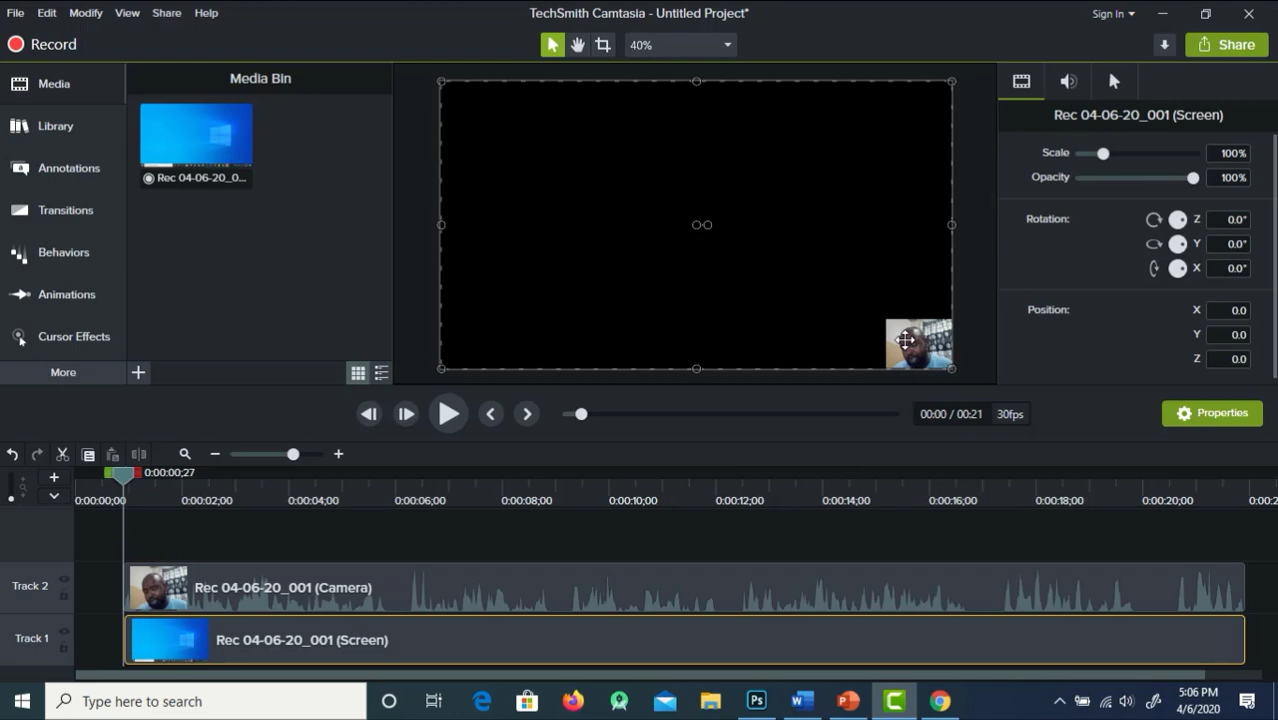 File Edit Modify View Share Help
TechSmith Camtasia - Untitled Project*
Sign In
Record
40%
Share
Media
Library
Annotations
Transitions
Behaviors
Animations
Cursor Effects
More
Media Bin
Rec 04-06-20_0...
Rec 04-06-20_001 (Screen)
Scale 100%
Opacity 100%
Rotation: Z 0.0°
Y 0.0°
X 0.0°
Position: X 0.0
Y 0.0
Z 0.0
00:00 / 00:21 30fps
Properties
0:00:00;27
0:00:00;00 0:00:02;00 0:00:04;00 0:00:06;00 0:00:08;00 0:00:10;00 0:00:12;00 0:00:14;00 0:00:16;00 0:00:18;00 0:00:20;00 0:00:2
Track 2
Rec 04-06-20_001 (Camera)
Track 1
Rec 04-06-20_001 (Screen)
Type here to search
5:06 PM
4/6/2020